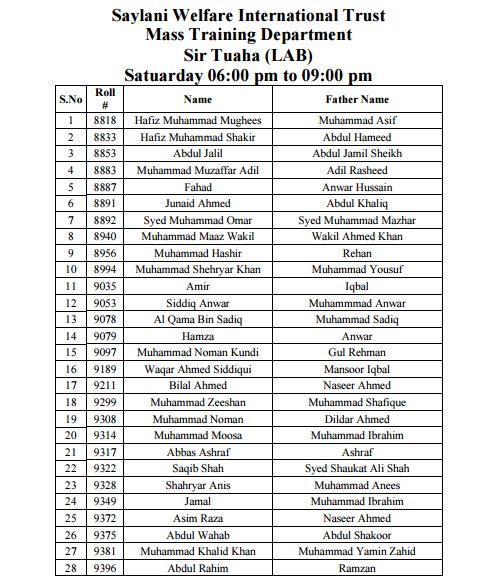 Saylani Welfare International Trust
Mass Training Department
Sir Tuaha (LAB)
Satuarday 06:00 pm to 09:00 pm
S.No Roll # Name Father Name
1 8818 Hafiz Muhammad Mughees Muhammad Asif
2 8833 Hafiz Muhammad Shakir Abdul Hameed
3 8853 Abdul Jalil Abdul Jamil Sheikh
4 8883 Muhammad Muzaffar Adil Adil Rasheed
5 8887 Fahad Anwar Hussain
6 8891 Junaid Ahmed Abdul Khaliq
7 8892 Syed Muhammad Omar Syed Muhammad Mazhar
8 8940 Muhammad Maaz Wakil Wakil Ahmed Khan
9 8956 Muhammad Hashir Rehan
10 8994 Muhammad Shehryar Khan Muhammad Yousuf
11 9035 Amir Iqbal
12 9053 Siddiq Anwar Muhammmad Anwar
13 9078 Al Qama Bin Sadiq Muhammad Sadiq
14 9079 Hamza Anwar
15 9097 Muhammad Noman Kundi Gul Rehman
16 9189 Waqar Ahmed Siddiqui Mansoor Iqbal
17 9211 Bilal Ahmed Naseer Ahmed
18 9299 Muhammad Zeeshan Muhammad Shafique
19 9308 Muhammad Noman Dildar Ahmed
20 9314 Muhammad Moosa Muhammad Ibrahim
21 9317 Abbas Ashraf Ashraf
22 9322 Saqib Shah Syed Shaukat Ali Shah
23 9328 Shahryar Anis Muhammad Anees
24 9349 Jamal Muhammad Ibrahim
25 9372 Asim Raza Naseer Ahmed
26 9375 Abdul Wahab Abdul Shakoor
27 9381 Muhammad Khalid Khan Muhammad Yamin Zahid
28 9396 Abdul Rahim Ramzan